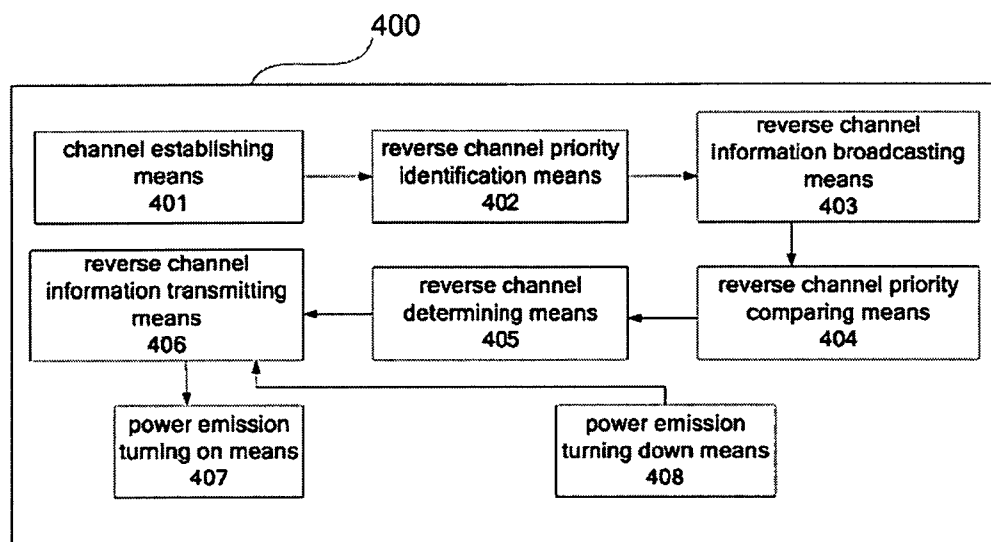 400
channel establishing
means
401
reverse channel priority
identification means
402
reverse channel
information broadcasting
means
403
reverse channel
information transmitting
means
406
reverse channel
determining means
405
reverse channel priority
comparing means
404
power emission
turning on means
407
power emission
turning down means
408